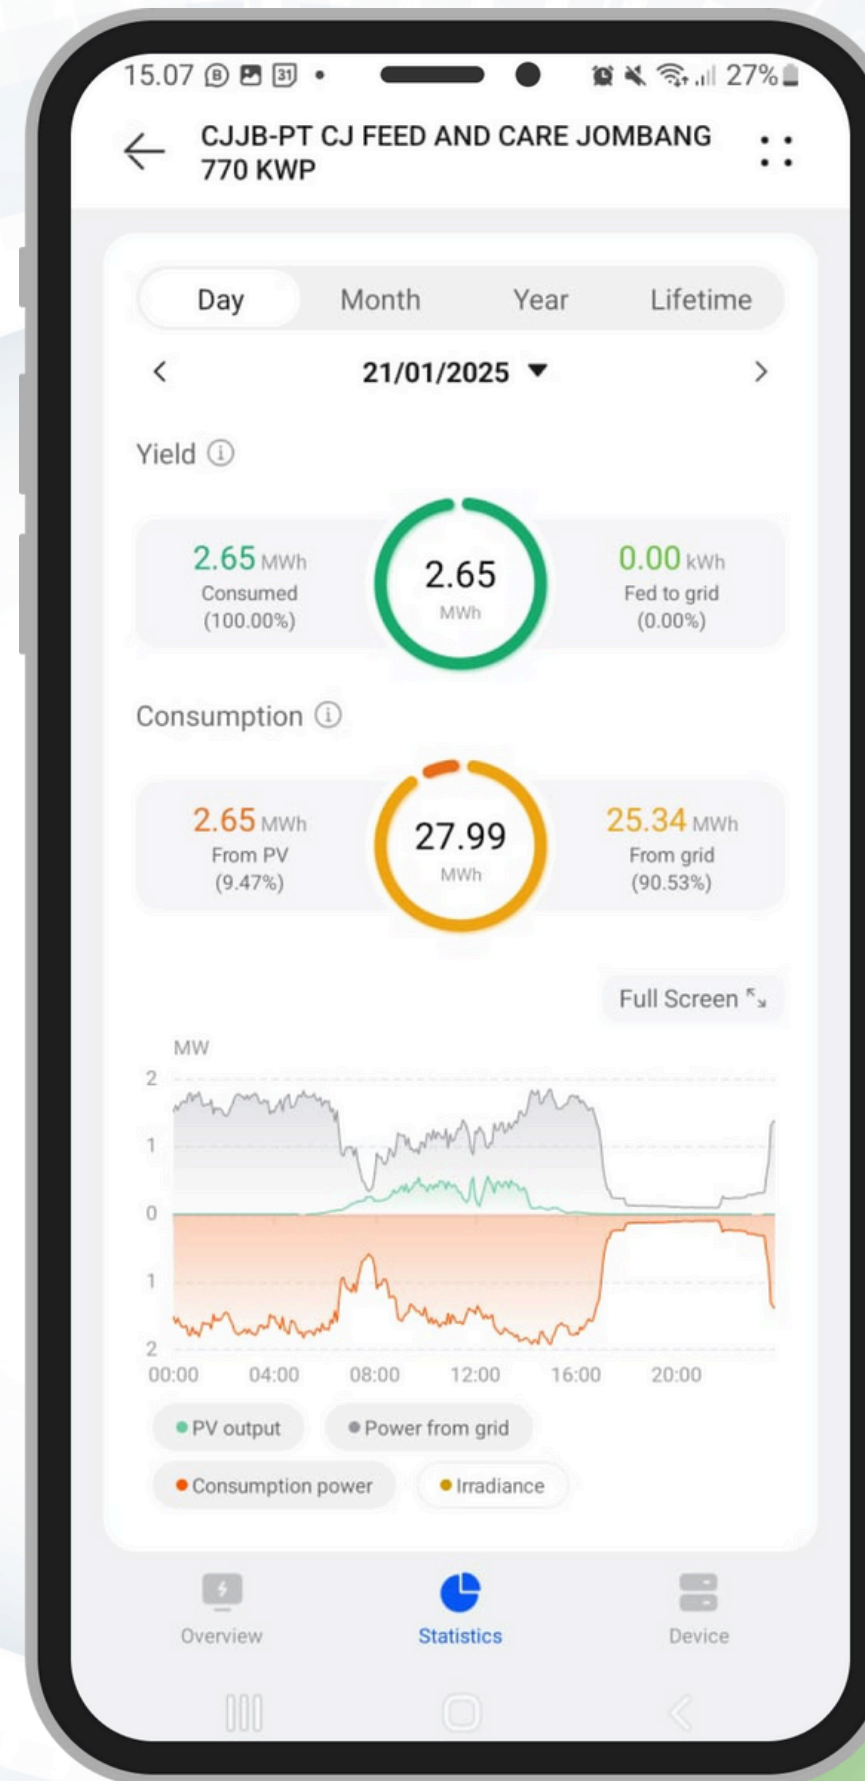 15.07 B 31 27%
CJJB-PT CJ FEED AND CARE JOMBANG
770 KWP
Day Month Year Lifetime
21/01/2025
Yield
2.65 MWh
Consumed
(100.00%)
2.65
MWh
0.00 kWh
Fed to grid
(0.00%)
Consumption
2.65 MWh
From PV
(9.47%)
27.99
MWh
25.34 MWh
From grid
(90.53%)
Full Screen
MW
2
1
0
1
2
00:00 04:00 08:00 12:00 16:00 20:00
PV output Power from grid
Consumption power Irradiance
Overview Statistics Device